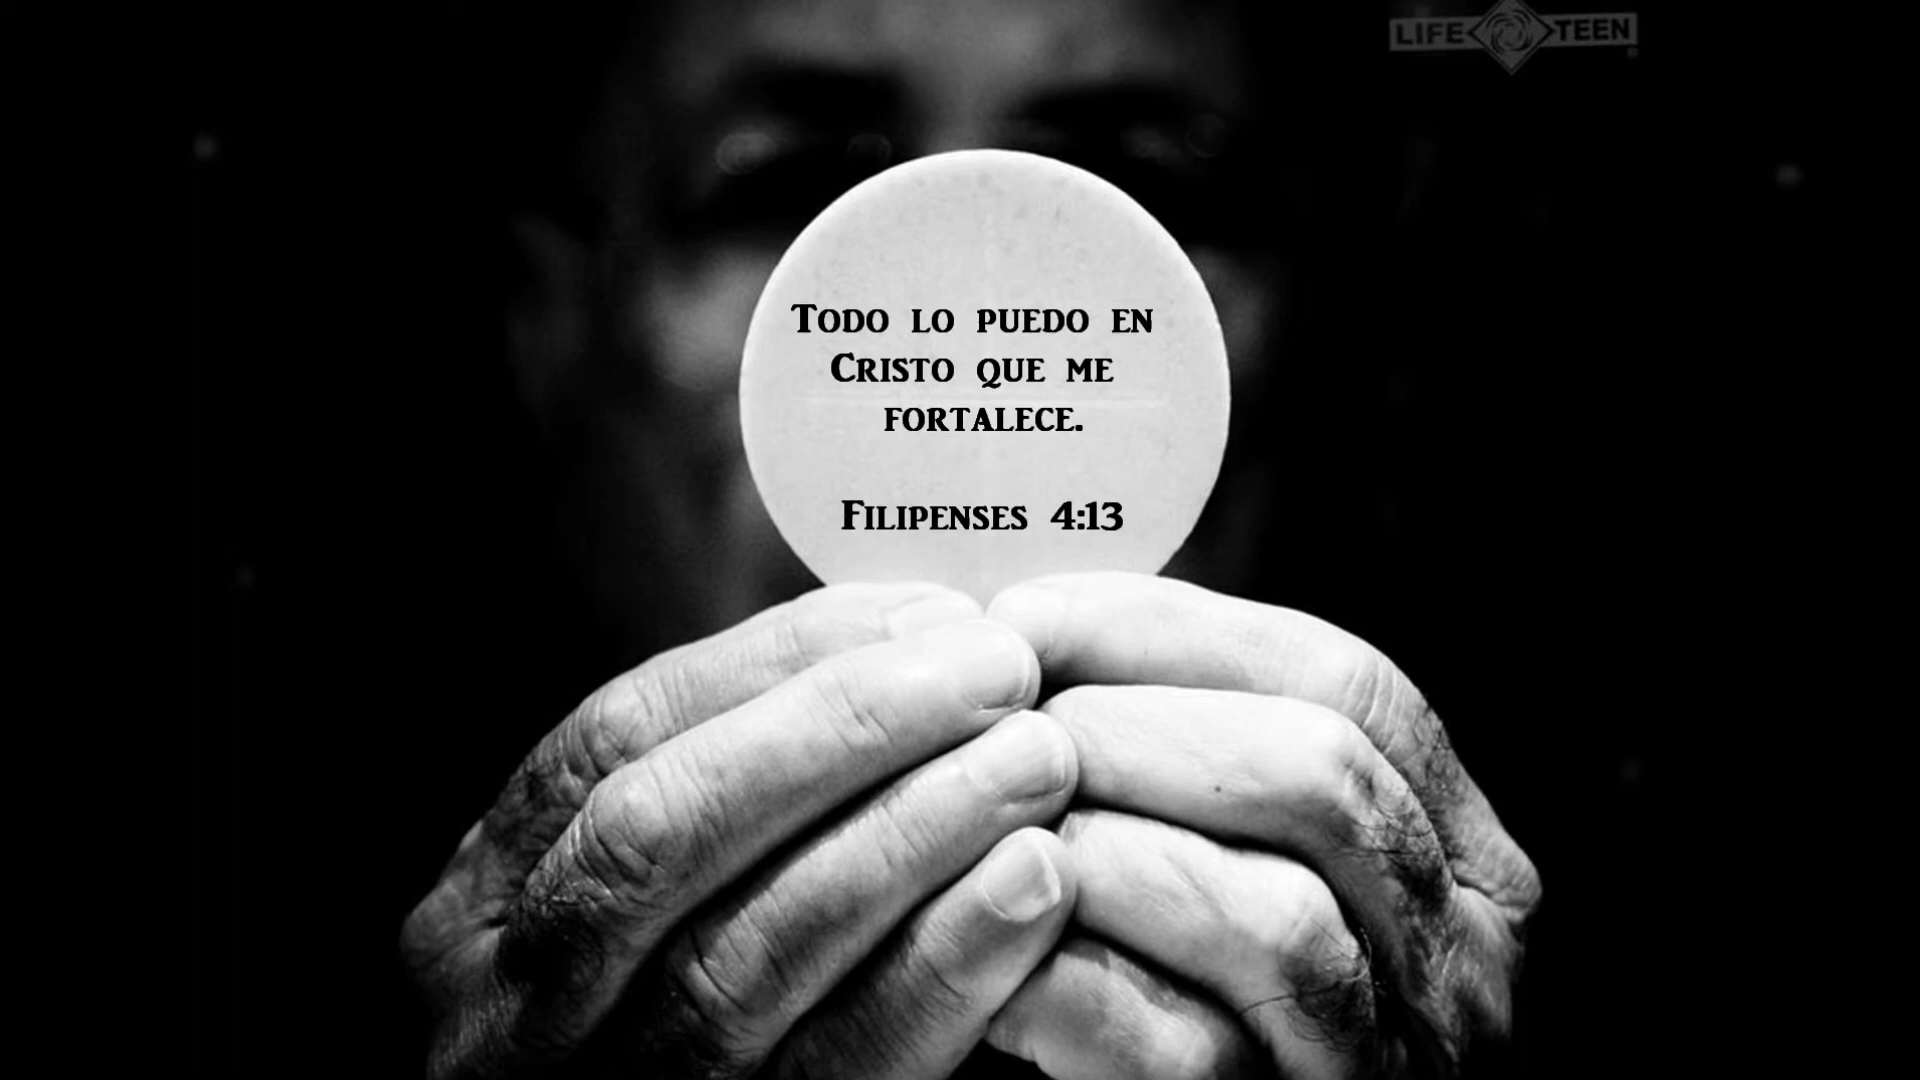 LIFE TEEN
Todo lo puedo en
Cristo que me
fortalece.
Filipenses 4:13